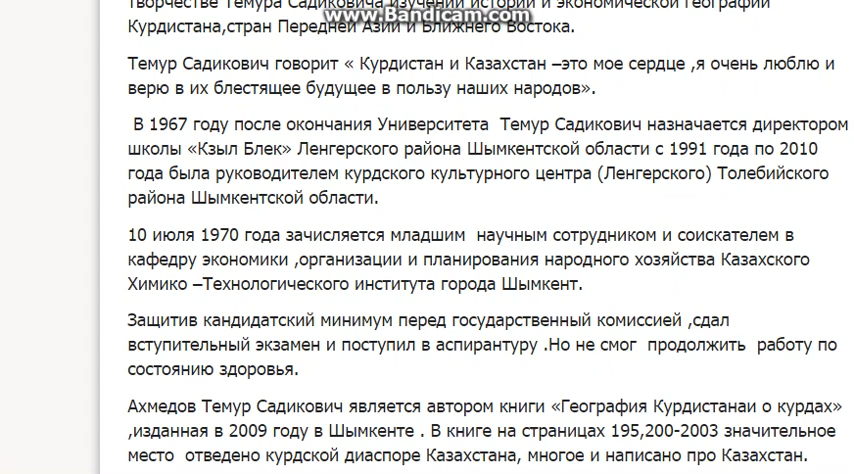 www.Bandicam.com
творчестве Темура Садиковича изучении истории и экономической географии
Курдистана,стран Передней Азии и Ближнего Востока.
Темур Садикович говорит « Курдистан и Казахстан –это мое сердце ,я очень люблю и
верю в их блестящее будущее в пользу наших народов».
В 1967 году после окончания Университета Темур Садикович назначается директором
школы «Кзыл Блек» Ленгерского района Шымкентской области с 1991 года по 2010
года была руководителем курдского культурного центра (Ленгерского) Толебийского
района Шымкентской области.
10 июля 1970 года зачисляется младшим научным сотрудником и соискателем в
кафедру экономики ,организации и планирования народного хозяйства Казахского
Химико –Технологического института города Шымкент.
Защитив кандидатский минимум перед государственный комиссией ,сдал
вступительный экзамен и поступил в аспирантуру .Но не смог продолжить работу по
состоянию здоровья.
Ахмедов Темур Садикович является автором книги «География Курдистанаи о курдах»
,изданная в 2009 году в Шымкенте . В книге на страницах 195,200-2003 значительное
место отведено курдской диаспоре Казахстана, многое и написано про Казахстан.